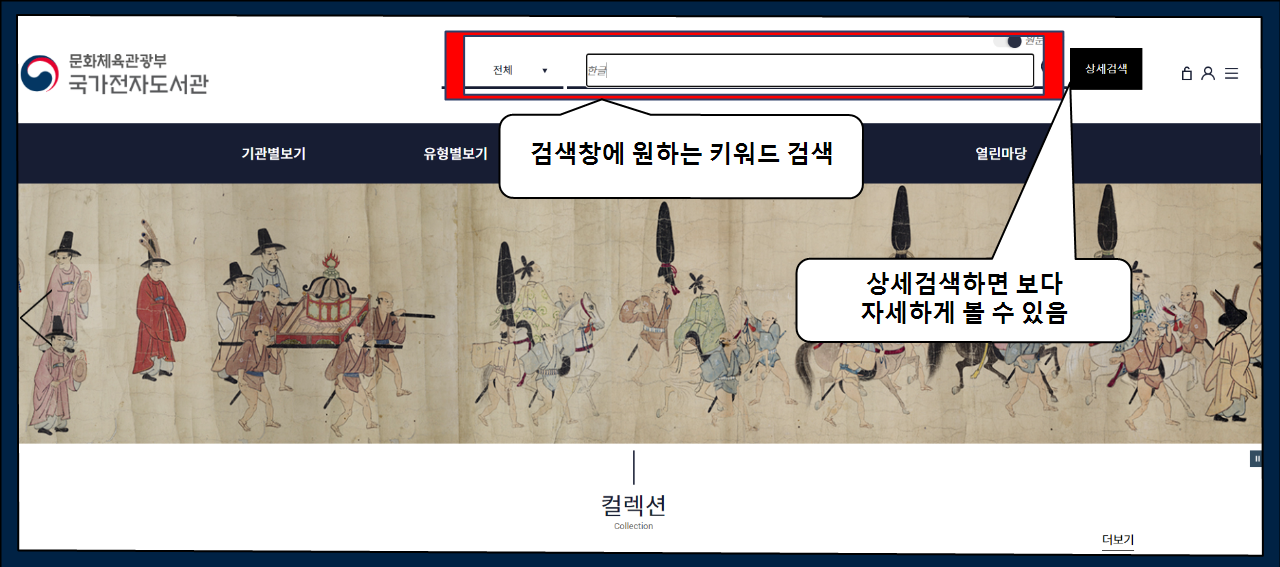 원문
문화체육관광부
국가전자도서관
전체
한글
상세검색
검색창에 원하는 키워드 검색
기관별보기
유형별보기
열린마당
상세검색하면 보다
자세하게 볼 수 있음
컬렉션
Collection
더보기